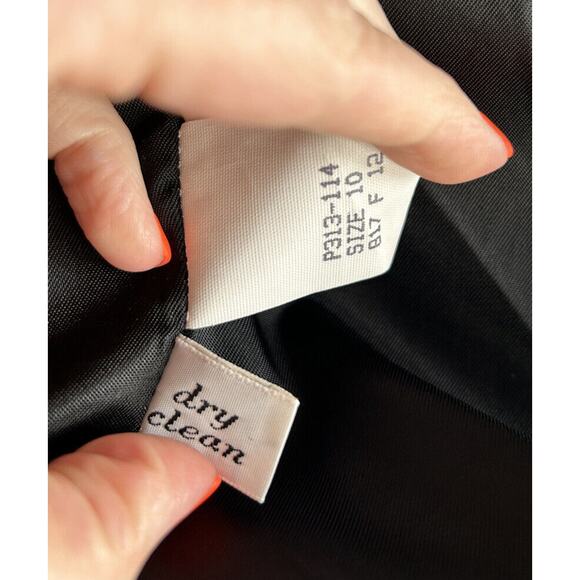 P313-114
SIZE 10
817 F 12
dry
clean